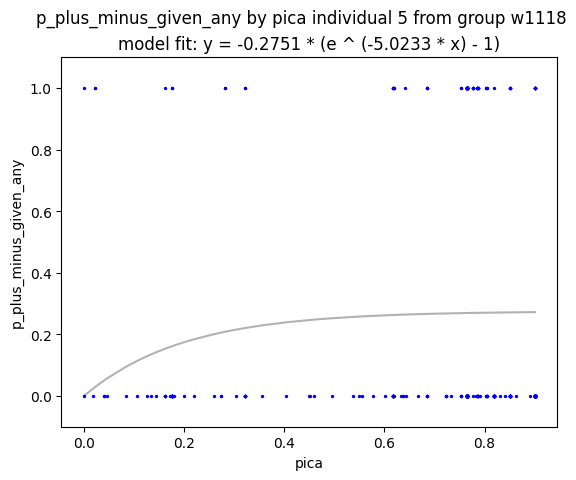 p_plus_minus_given_any by pica individual 5 from group w1118
model fit: y = -0.2751 * (e ^ (-5.0233 * x) - 1)
1.0
0.8
0.6
0.4
0.2
0.0
p_plus_minus_given_any
0.0 0.2 0.4 0.6 0.8
pica